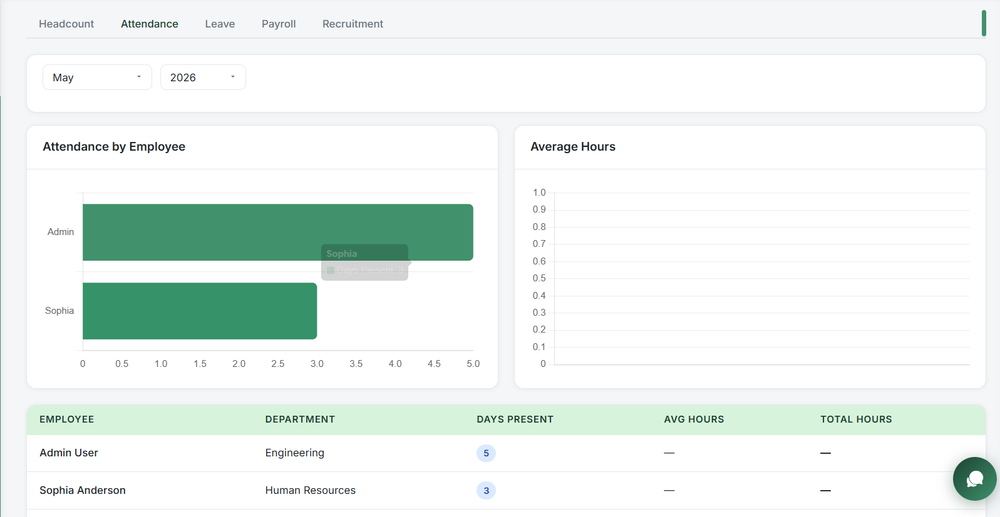 Headcount Attendance Leave Payroll Recruitment
May 2026
Attendance by Employee
Admin
Sophia
Days Present: 3
Sophia
0 0.5 1.0 1.5 2.0 2.5 3.0 3.5 4.0 4.5 5.0
Average Hours
1.0
0.9
0.8
0.7
0.6
0.5
0.4
0.3
0.2
0.1
0
EMPLOYEE DEPARTMENT DAYS PRESENT AVG HOURS TOTAL HOURS
Admin User Engineering 5 — —
Sophia Anderson Human Resources 3 — —